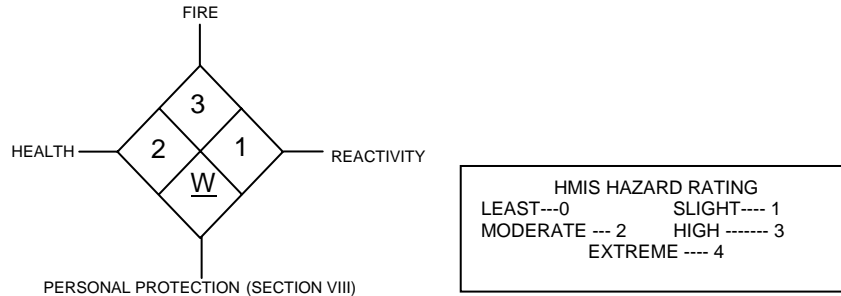 FIRE
3
HEALTH
2
1
REACTIVITY
W
PERSONAL PROTECTION (SECTION VIII)
HMIS HAZARD RATING
LEAST---0 SLIGHT---- 1
MODERATE --- 2 HIGH ------- 3
EXTREME ---- 4